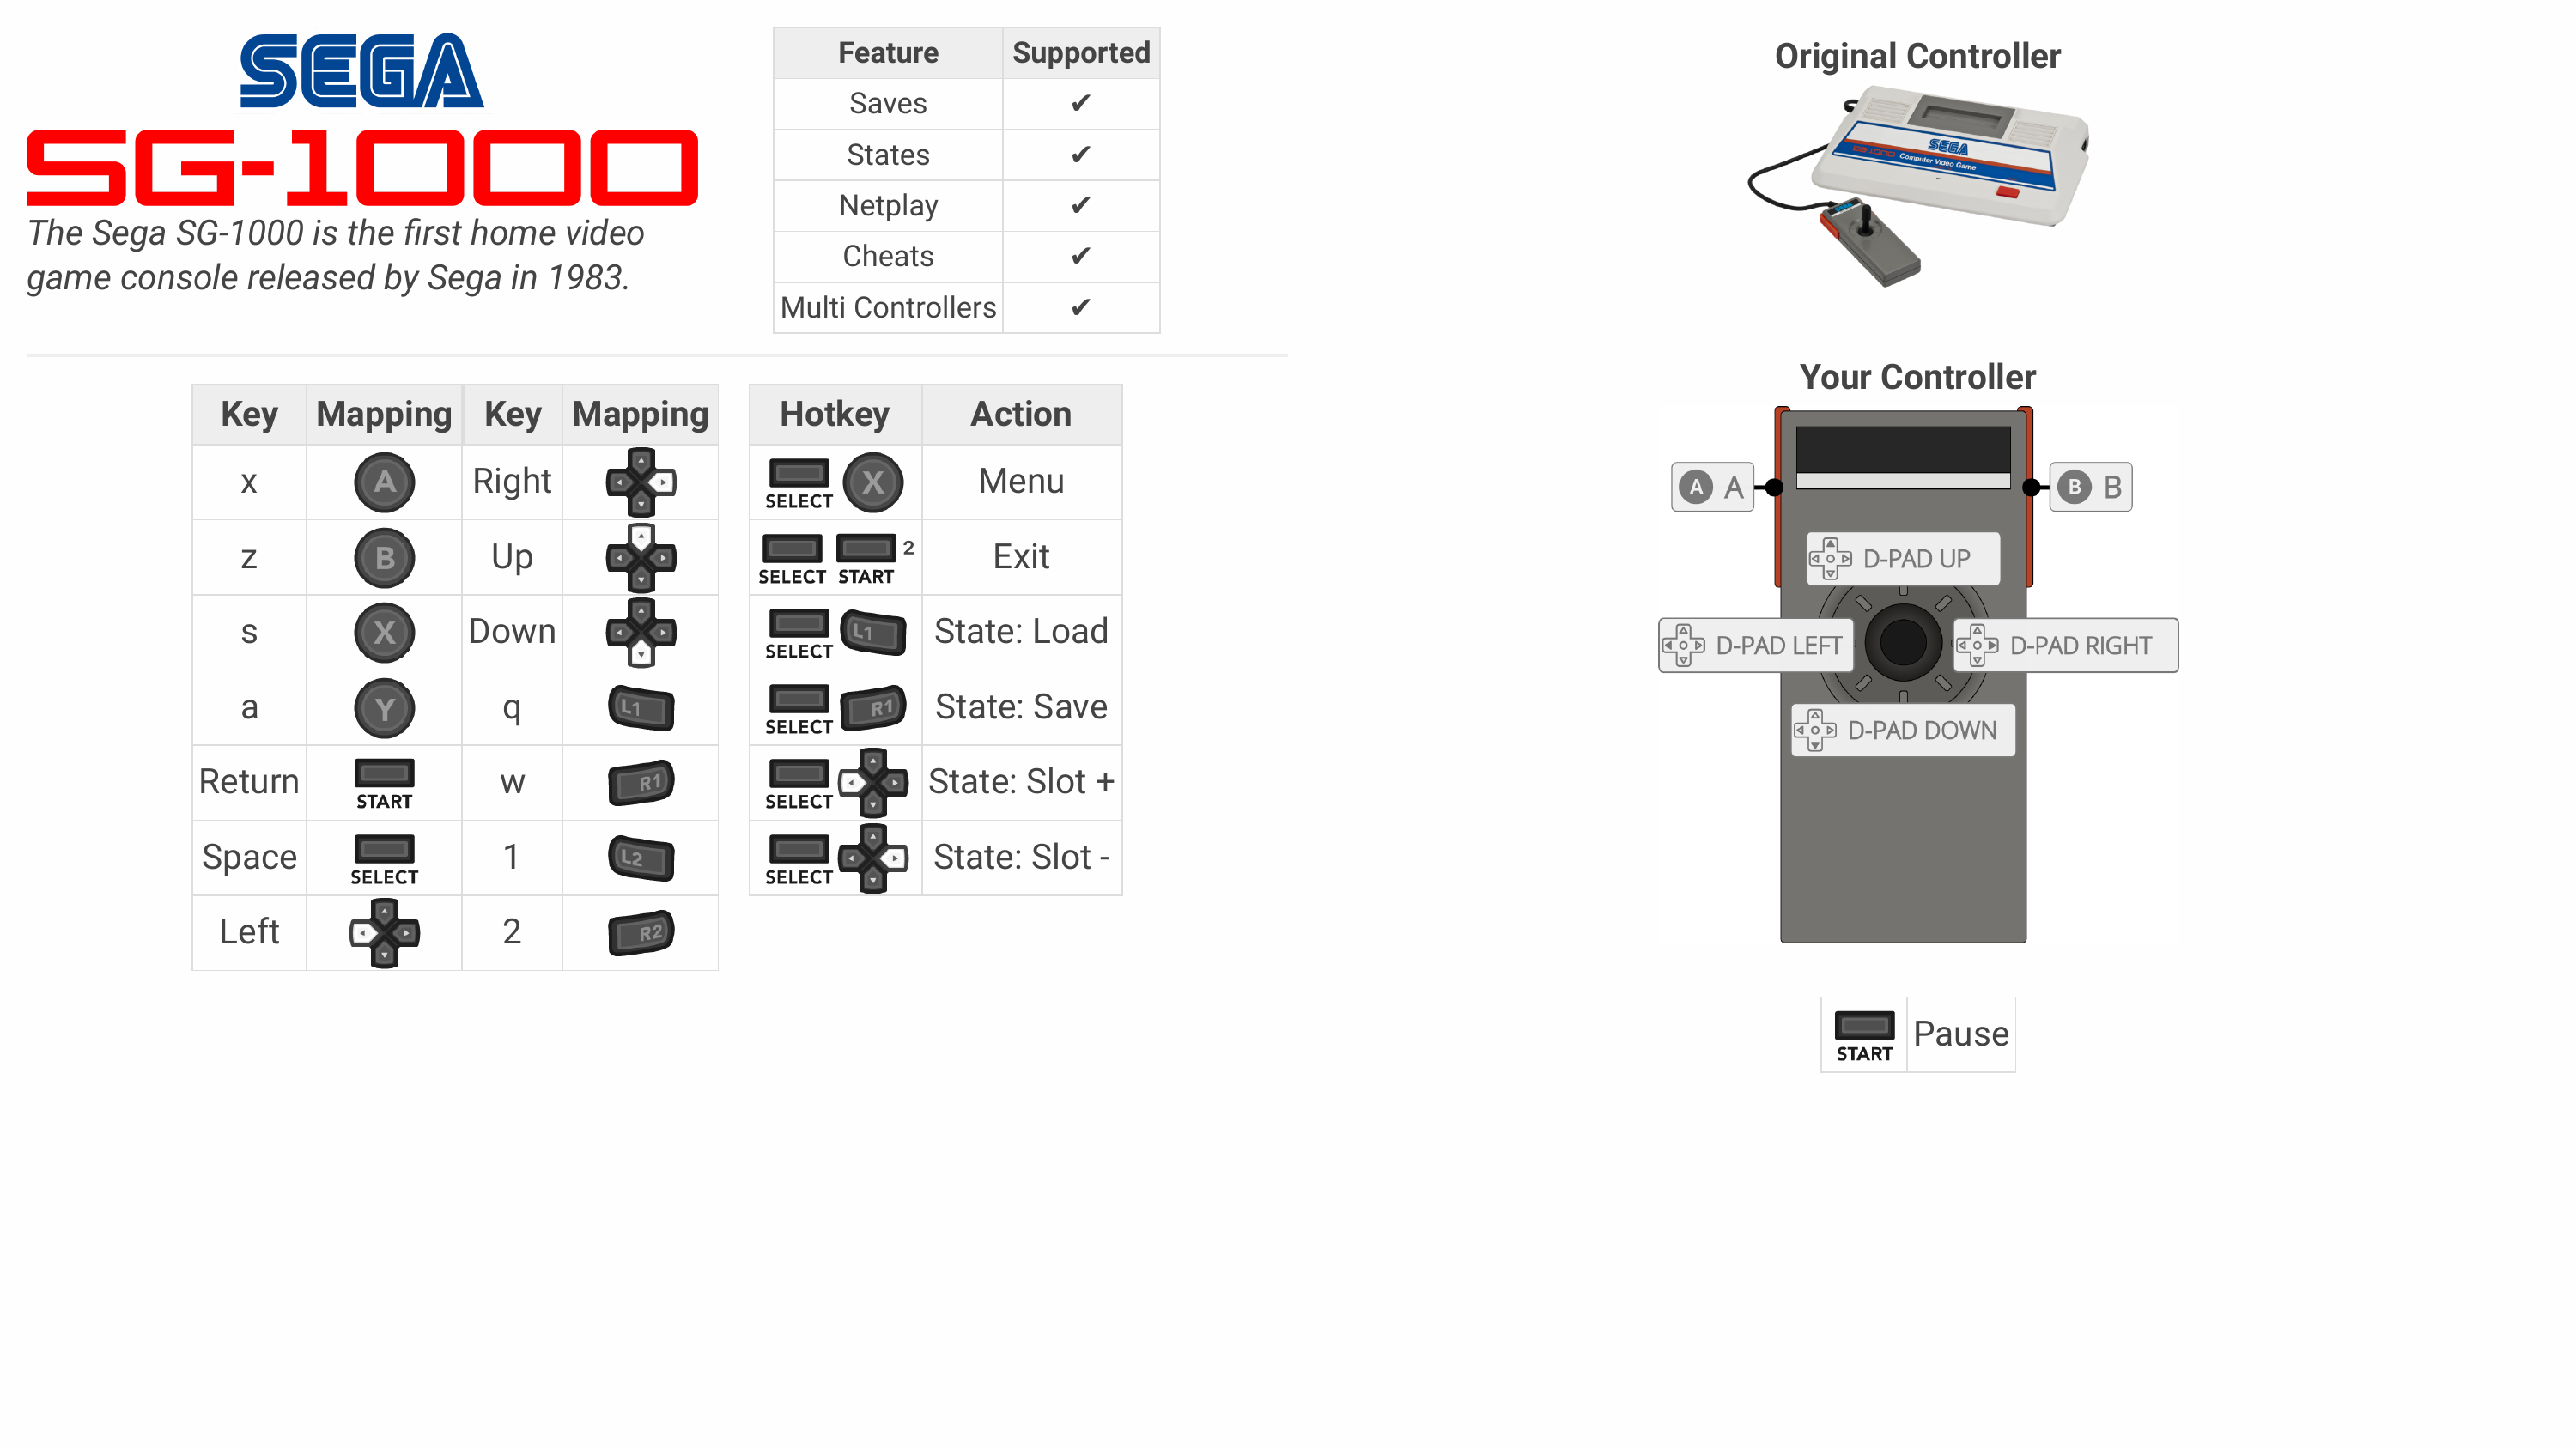 SEGA
SG-1000
The Sega SG-1000 is the first home video
game console released by Sega in 1983.
Feature Supported
Saves ✔
States ✔
Netplay ✔
Cheats ✔
Multi Controllers ✔
Key Mapping Key Mapping
x A Right
z B Up
s X Down
a Y q L1
Return START w R1
Space SELECT 1 L2
Left 2 R2
Hotkey Action
SELECT X Menu
SELECT START 2 Exit
SELECT L1 State: Load
SELECT R1 State: Save
SELECT State: Slot +
SELECT State: Slot -
Original Controller
SEGA
SG-1000 Computer Video Game
Your Controller
A A
B B
D-PAD UP
D-PAD LEFT
D-PAD RIGHT
D-PAD DOWN
START Pause